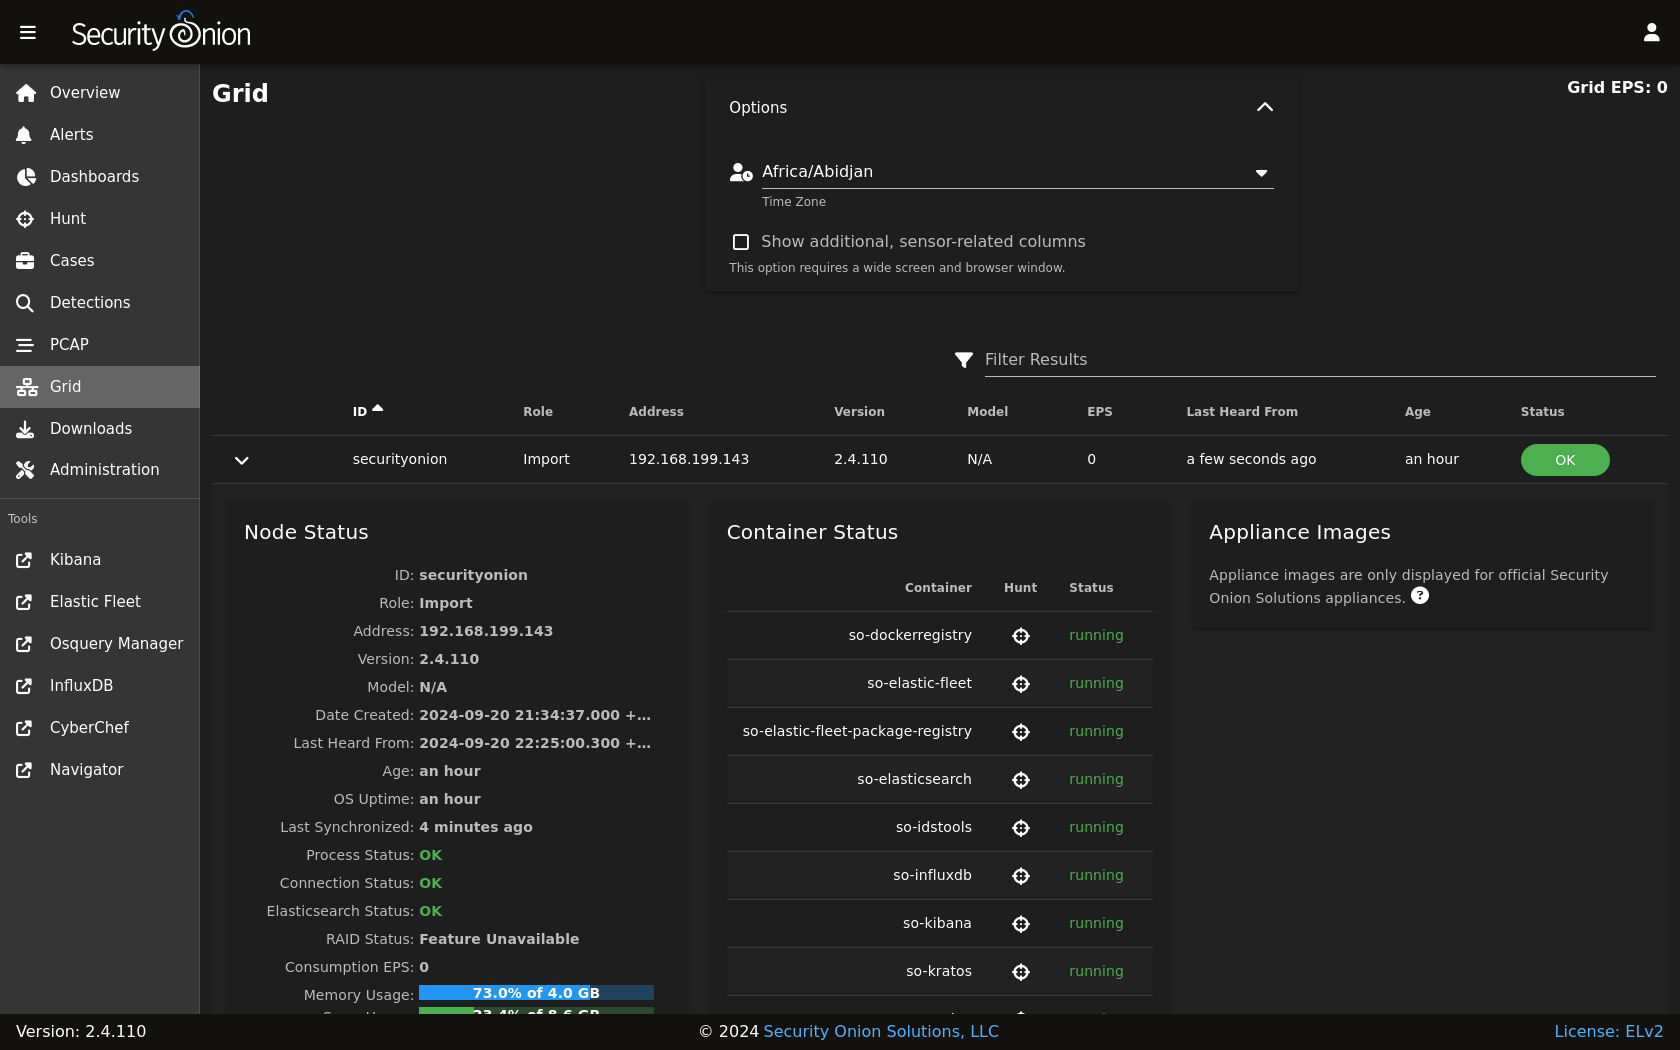 Security Onion
Overview
Alerts
Dashboards
Hunt
Cases
Detections
PCAP
Grid
Downloads
Administration
Tools
Kibana
Elastic Fleet
Osquery Manager
InfluxDB
CyberChef
Navigator
Grid
Options
Africa/Abidjan
Time Zone
Show additional, sensor-related columns
This option requires a wide screen and browser window.
Grid EPS: 0
Filter Results
ID Role Address Version Model EPS Last Heard From Age Status
securityonion Import 192.168.199.143 2.4.110 N/A 0 a few seconds ago an hour OK
Node Status
ID: securityonion
Role: Import
Address: 192.168.199.143
Version: 2.4.110
Model: N/A
Date Created: 2024-09-20 21:34:37.000 +...
Last Heard From: 2024-09-20 22:25:00.300 +...
Age: an hour
OS Uptime: an hour
Last Synchronized: 4 minutes ago
Process Status: OK
Connection Status: OK
Elasticsearch Status: OK
RAID Status: Feature Unavailable
Consumption EPS: 0
Memory Usage: 73.0% of 4.0 GB
Container Status
Container Hunt Status
so-dockerregistry running
so-elastic-fleet running
so-elastic-fleet-package-registry running
so-elasticsearch running
so-idstools running
so-influxdb running
so-kibana running
so-kratos running
Appliance Images
Appliance images are only displayed for official Security
Onion Solutions appliances.
Version: 2.4.110
© 2024 Security Onion Solutions, LLC
License: ELv2